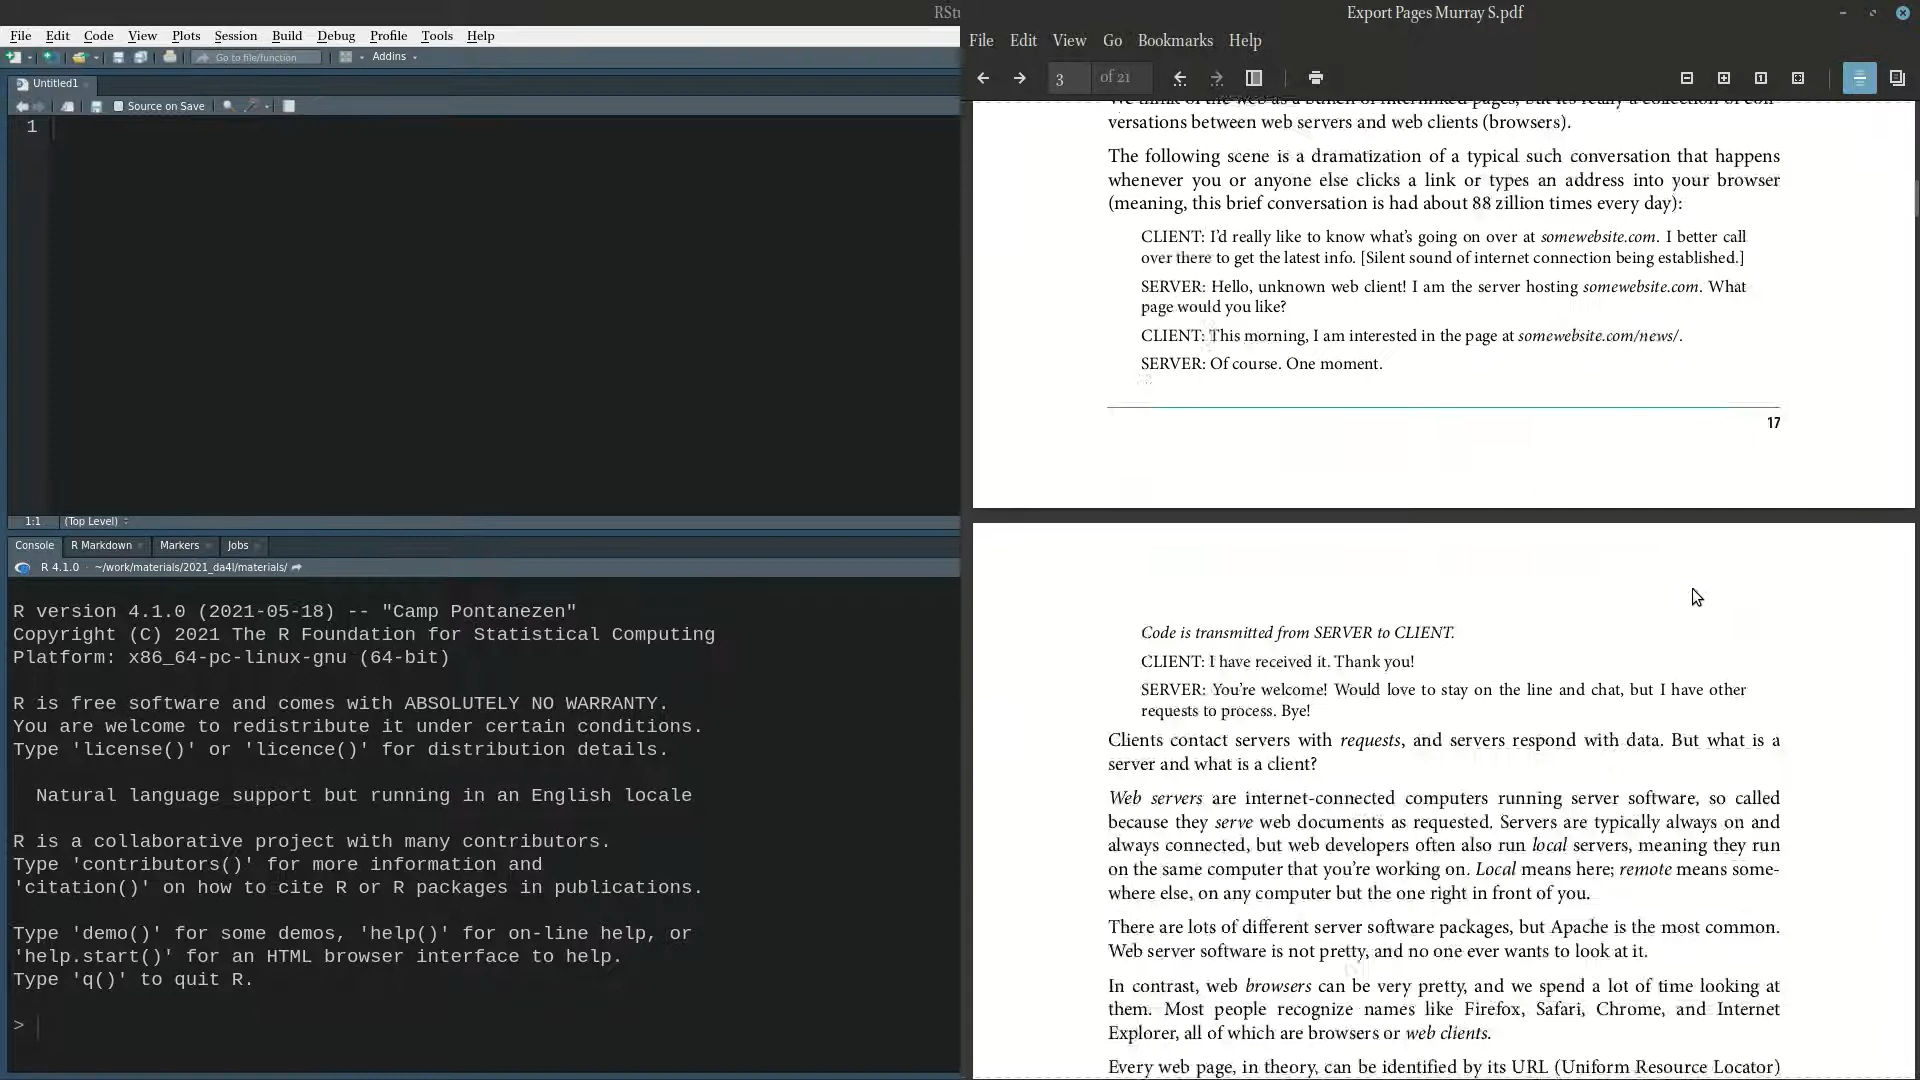 RStu
File Edit Code View Plots Session Build Debug Profile Tools Help
Go to file/function Addins
Untitled1
Source on Save
1
1:1 (Top Level)
Console R Markdown Markers Jobs
R 4.1.0 · ~/work/materials/2021_da4l/materials/
R version 4.1.0 (2021-05-18) -- "Camp Pontanezen"
Copyright (C) 2021 The R Foundation for Statistical Computing
Platform: x86_64-pc-linux-gnu (64-bit)
R is free software and comes with ABSOLUTELY NO WARRANTY.
You are welcome to redistribute it under certain conditions.
Type 'license()' or 'licence()' for distribution details.
Natural language support but running in an English locale
R is a collaborative project with many contributors.
Type 'contributors()' for more information and
'citation()' on how to cite R or R packages in publications.
Type 'demo()' for some demos, 'help()' for on-line help, or
'help.start()' for an HTML browser interface to help.
Type 'q()' to quit R.
>
Export Pages Murray S.pdf
File Edit View Go Bookmarks Help
3 of 21
We think of the web as a bunch of interlinked pages, but it's really a collection of con-
versations between web servers and web clients (browsers).
The following scene is a dramatization of a typical such conversation that happens
whenever you or anyone else clicks a link or types an address into your browser
(meaning, this brief conversation is had about 88 zillion times every day):
CLIENT: I'd really like to know what's going on over at somewebsite.com. I better call
over there to get the latest info. [Silent sound of internet connection being established.]
SERVER: Hello, unknown web client! I am the server hosting somewebsite.com. What
page would you like?
CLIENT: This morning, I am interested in the page at somewebsite.com/news/.
SERVER: Of course. One moment.
17
Code is transmitted from SERVER to CLIENT.
CLIENT: I have received it. Thank you!
SERVER: You're welcome! Would love to stay on the line and chat, but I have other
requests to process. Bye!
Clients contact servers with requests, and servers respond with data. But what is a
server and what is a client?
Web servers are internet-connected computers running server software, so called
because they serve web documents as requested. Servers are typically always on and
always connected, but web developers often also run local servers, meaning they run
on the same computer that you're working on. Local means here; remote means some-
where else, on any computer but the one right in front of you.
There are lots of different server software packages, but Apache is the most common.
Web server software is not pretty, and no one ever wants to look at it.
In contrast, web browsers can be very pretty, and we spend a lot of time looking at
them. Most people recognize names like Firefox, Safari, Chrome, and Internet
Explorer, all of which are browsers or web clients.
Every web page, in theory, can be identified by its URL (Uniform Resource Locator)